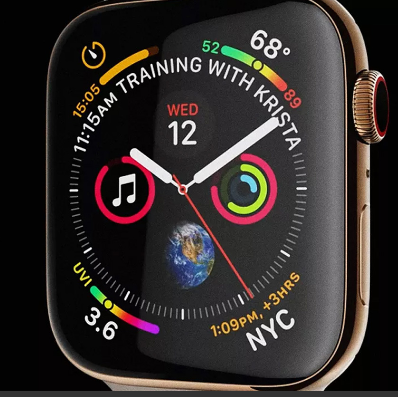 15:05
52
68°
89
11:15AM TRAINING WITH KRISTA
WED
12
UVI
3.6
1:09PM, +3HRS
NYC